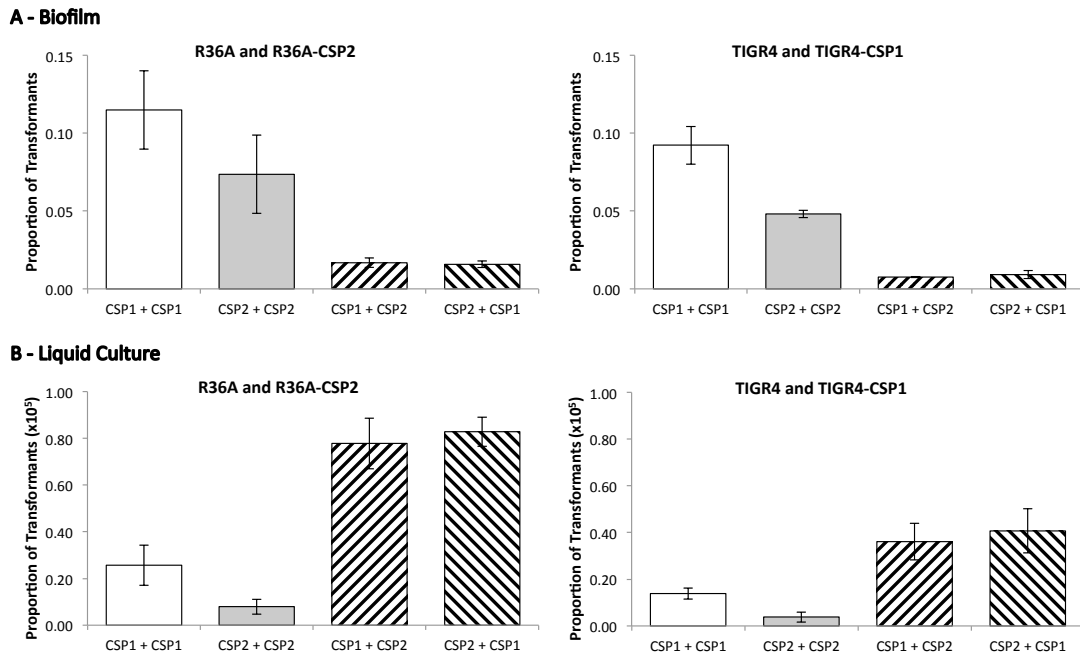 A - Biofilm
R36A and R36A-CSP2
Proportion of Transformants
0.15
0.10
0.05
0.00
CSP1 + CSP1 CSP2 + CSP2 CSP1 + CSP2 CSP2 + CSP1
TIGR4 and TIGR4-CSP1
Proportion of Transformants
0.15
0.10
0.05
0.00
CSP1 + CSP1 CSP2 + CSP2 CSP1 + CSP2 CSP2 + CSP1
B - Liquid Culture
R36A and R36A-CSP2
Proportion of Transformants (x10⁵)
1.00
0.80
0.60
0.40
0.20
0.00
CSP1 + CSP1 CSP2 + CSP2 CSP1 + CSP2 CSP2 + CSP1
TIGR4 and TIGR4-CSP1
Proportion of Transformants (x10⁵)
1.00
0.80
0.60
0.40
0.20
0.00
CSP1 + CSP1 CSP2 + CSP2 CSP1 + CSP2 CSP2 + CSP1